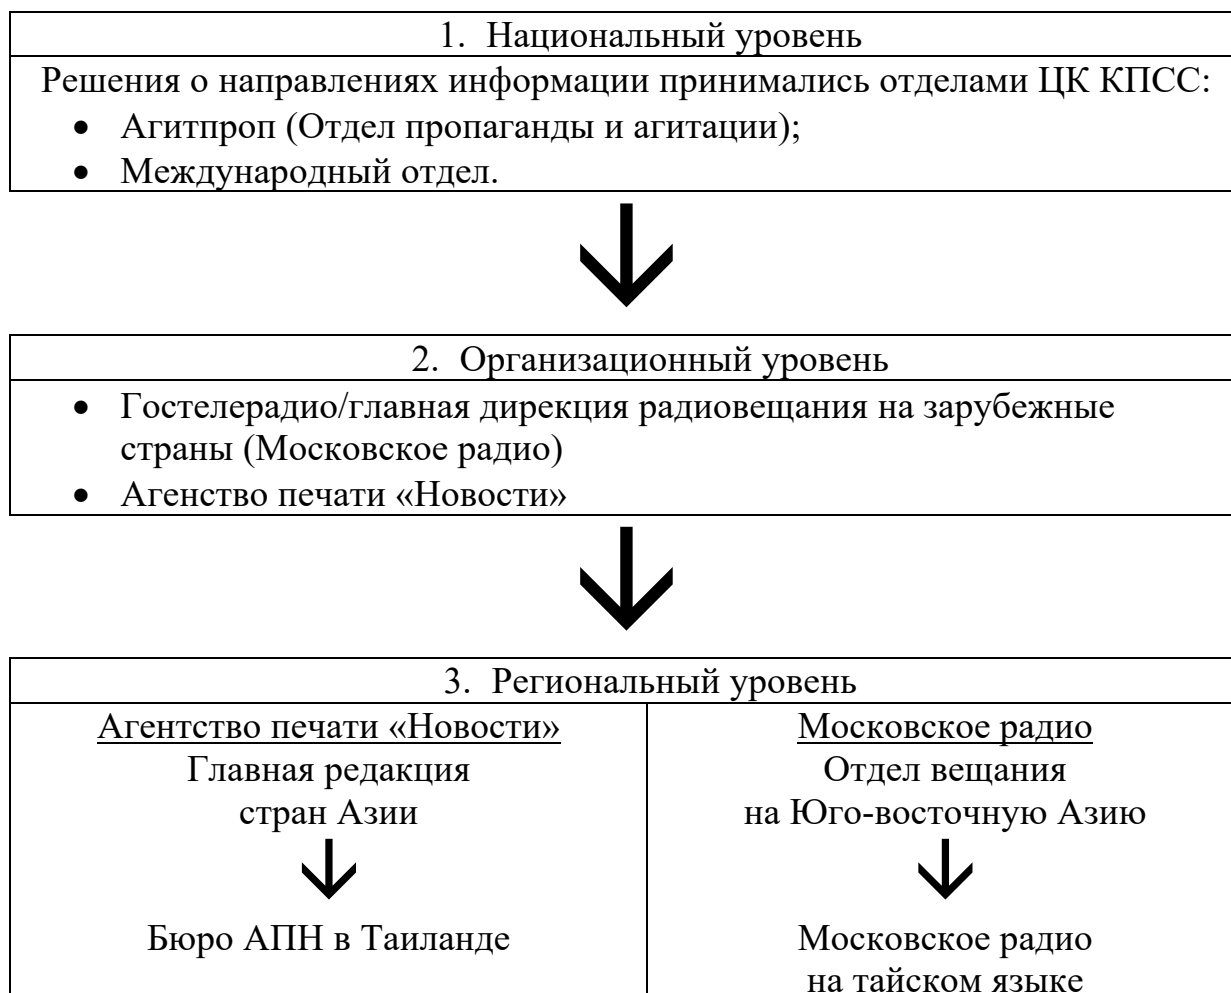 1. Национальный уровень
Решения о направлениях информации принимались отделами ЦК КПСС:
• Агитпроп (Отдел пропаганды и агитации);
• Международный отдел.
2. Организационный уровень
• Гостелерадио/главная дирекция радиовещания на зарубежные
страны (Московское радио)
• Агенство печати «Новости»
3. Региональный уровень
Агентство печати «Новости»
Главная редакция
стран Азии
Бюро АПН в Таиланде
Московское радио
Отдел вещания
на Юго-восточную Азию
Московское радио
на тайском языке